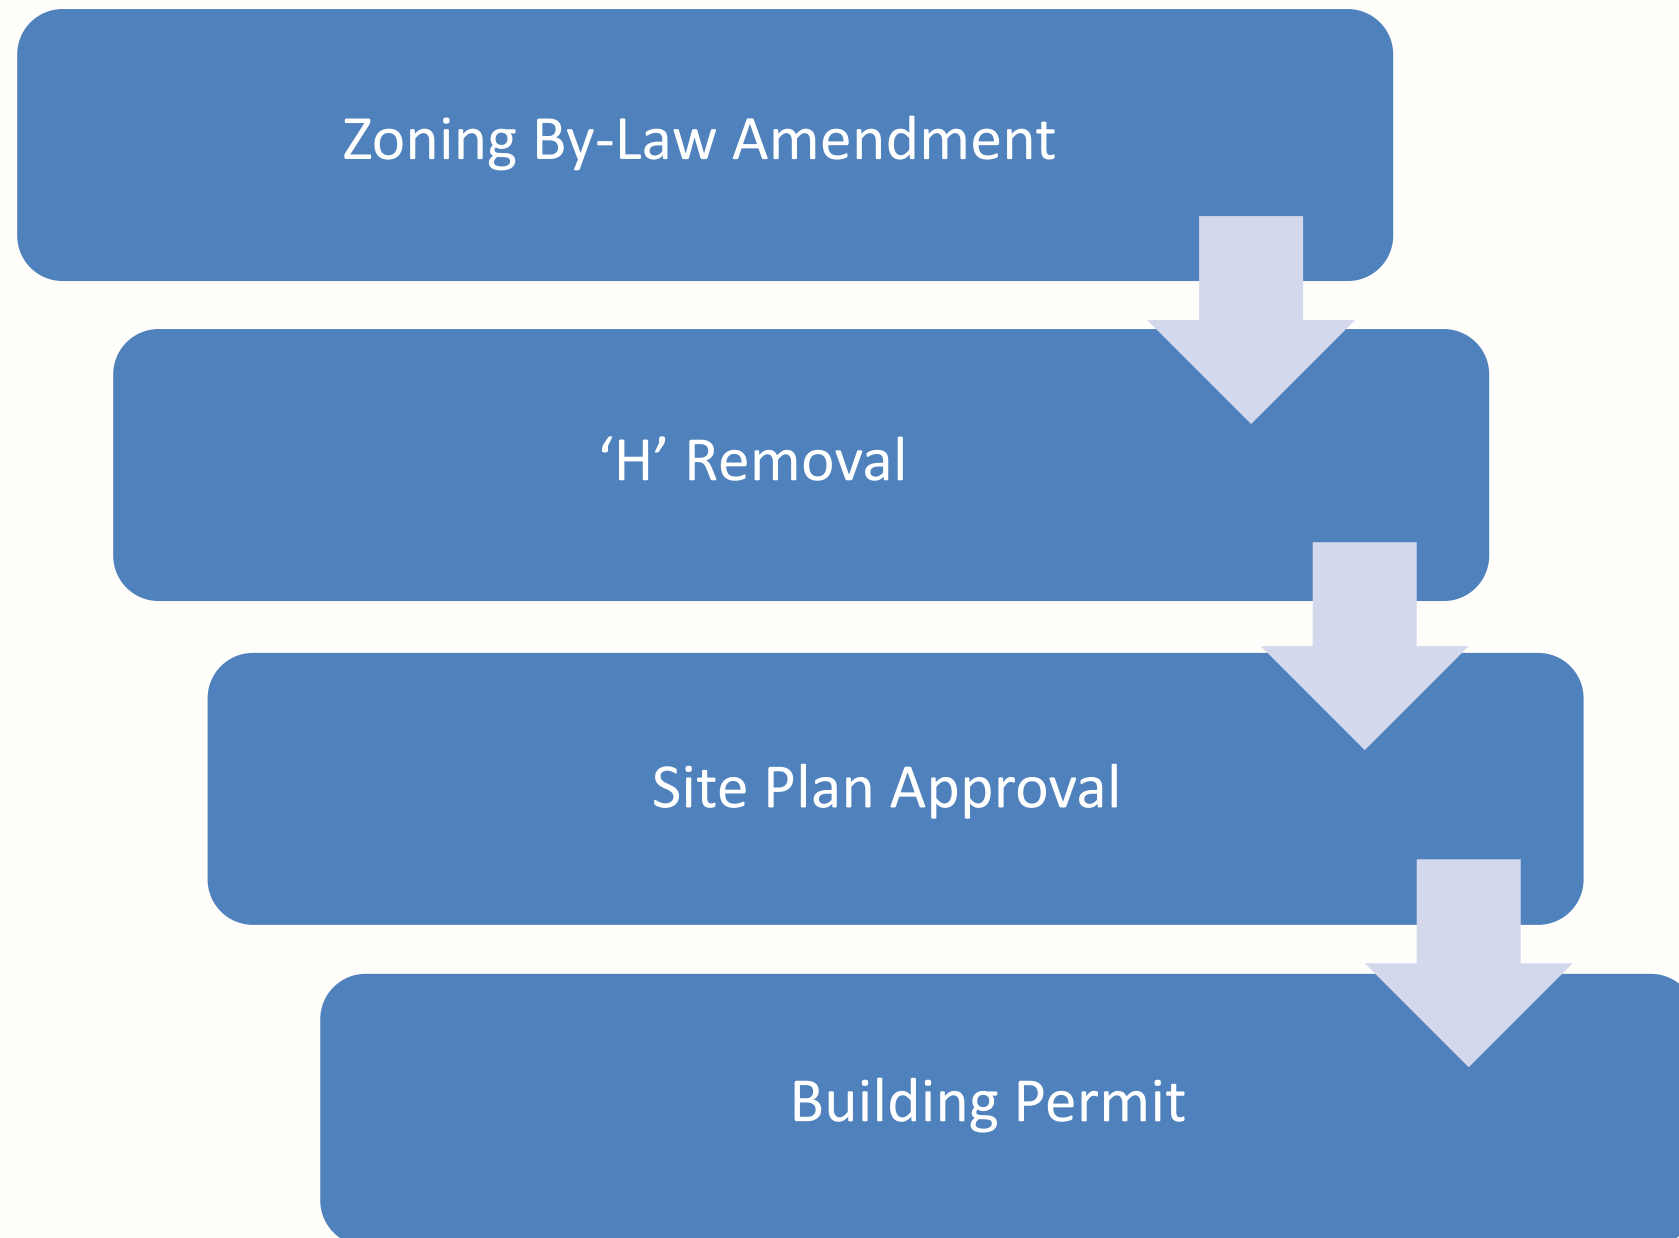 Zoning By-Law Amendment
‘H’ Removal
Site Plan Approval
Building Permit